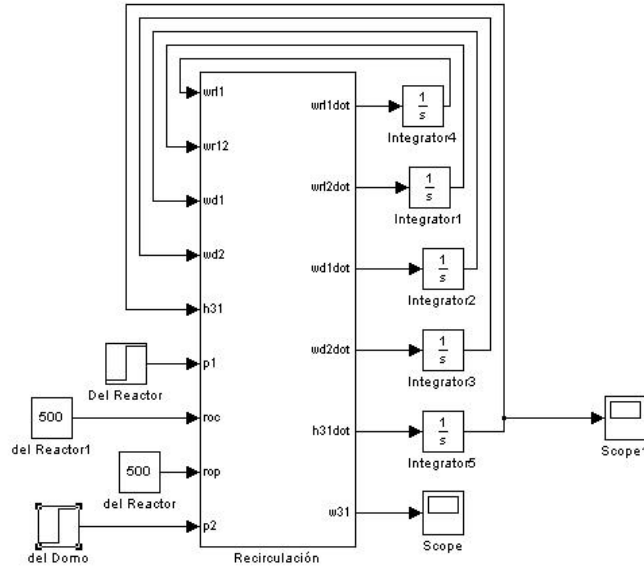 wrl1
wrl1dot
1
s
Integrator4
wr12
wrl2dot
1
s
Integrator1
wd1
wd1dot
1
s
Integrator2
wd2
wd2dot
1
s
Integrator3
h31
p1
Del Reactor
500
roc
del Reactor1
h31dot
1
s
Integrator5
Scope1
500
rop
del Reactor
w31
Scope
p2
del Domo
Recirculación